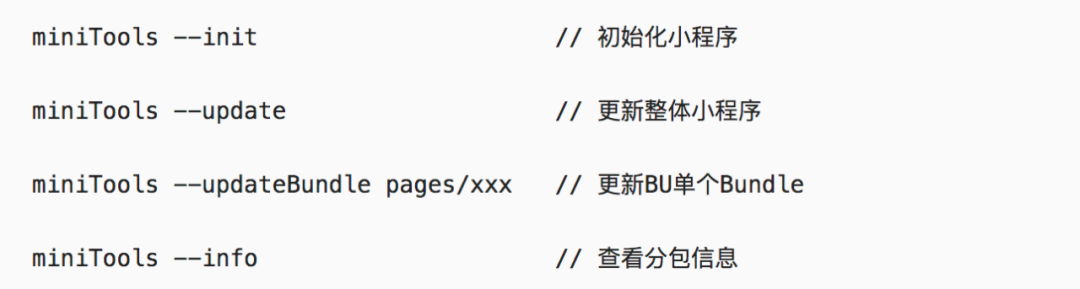 miniTools --init // 初始化小程序
miniTools --update // 更新整体小程序
miniTools --updateBundle pages/xxx // 更新BU单个Bundle
miniTools --info // 查看分包信息